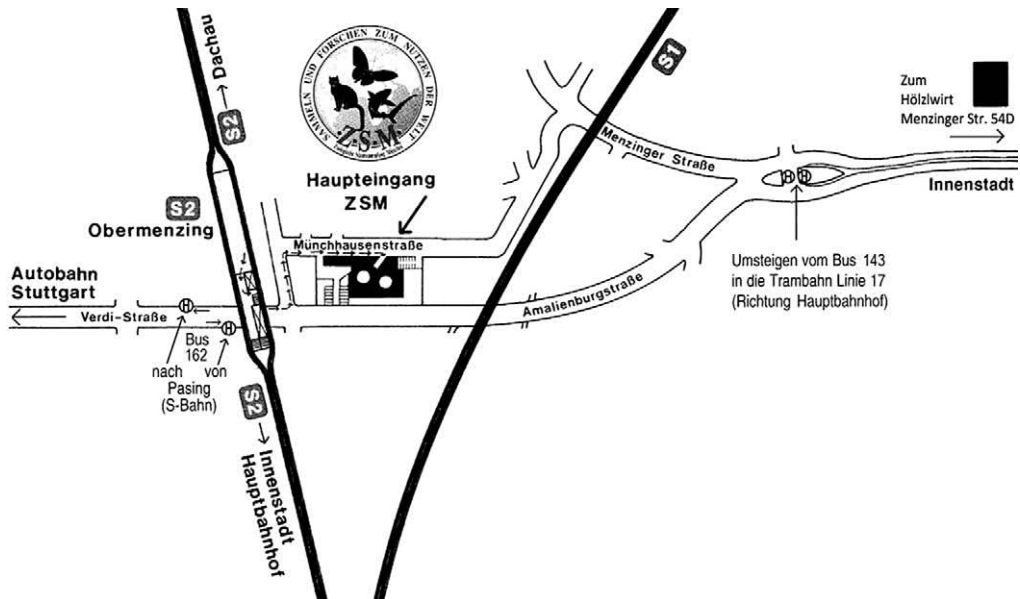 Dachau
S2
SAMMELN UND FORSCHEN ZUM NUTZEN DER WELT
Z·S·M
S1
Zum
Hölzlwirt
Menzinger Str. 54D
Menzinger Straße
Innenstadt
Haupteingang
ZSM
S2
Obermenzing
Münchhausenstraße
Autobahn
Stuttgart
H
H
H
Umsteigen vom Bus 143
in die Trambahn Linie 17
(Richtung Hauptbahnhof)
Amalienburgstraße
Verdi-Straße
H
Bus
162
nach von
Pasing
(S-Bahn)
S2
Innenstadt
Hauptbahnhof